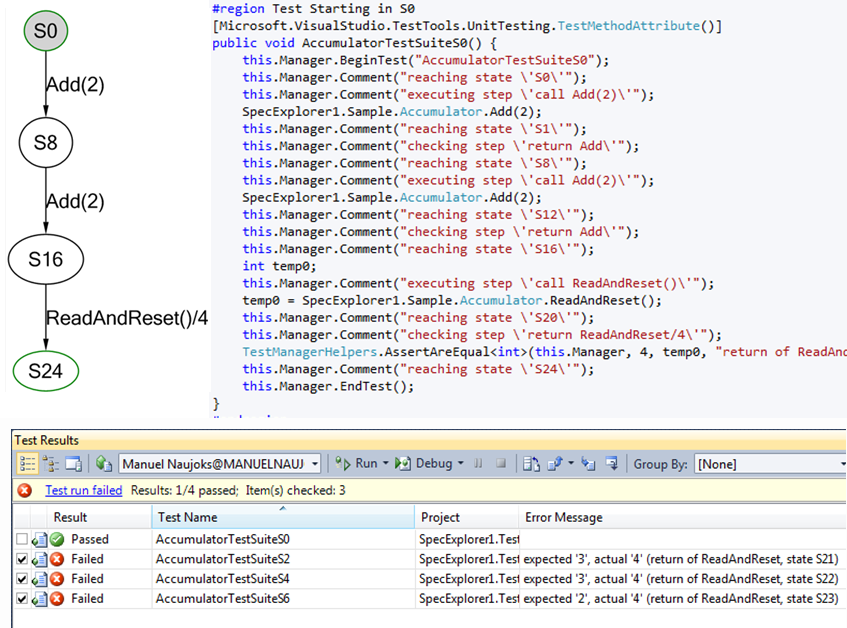 S0
Add(2)
S8
Add(2)
S16
ReadAndReset()/4
S24
#region Test Starting in S0
[Microsoft.VisualStudio.TestTools.UnitTesting.TestMethodAttribute()]
public void AccumulatorTestSuiteS0() {
this.Manager.BeginTest("AccumulatorTestSuiteS0");
this.Manager.Comment("reaching state \'S0\'");
this.Manager.Comment("executing step \'call Add(2)\'");
SpecExplorer1.Sample.Accumulator.Add(2);
this.Manager.Comment("reaching state \'S1\'");
this.Manager.Comment("checking step \'return Add\'");
this.Manager.Comment("reaching state \'S8\'");
this.Manager.Comment("executing step \'call Add(2)\'");
SpecExplorer1.Sample.Accumulator.Add(2);
this.Manager.Comment("reaching state \'S12\'");
this.Manager.Comment("checking step \'return Add\'");
this.Manager.Comment("reaching state \'S16\'");
int temp0;
this.Manager.Comment("executing step \'call ReadAndReset()\'");
temp0 = SpecExplorer1.Sample.Accumulator.ReadAndReset();
this.Manager.Comment("reaching state \'S20\'");
this.Manager.Comment("checking step \'return ReadAndReset/4\'");
TestManagerHelpers.AssertAreEqual<int>(this.Manager, 4, temp0, "return of ReadAn
this.Manager.Comment("reaching state \'S24\'");
this.Manager.EndTest();
}
Test Results
Manuel Naujoks@MANUELNAUJ Run Debug Group By: [None]
Test run failed Results: 1/4 passed; Item(s) checked: 3
Result Test Name Project Error Message
Passed AccumulatorTestSuiteS0 SpecExplorer1.Test
Failed AccumulatorTestSuiteS2 SpecExplorer1.Test expected '3', actual '4' (return of ReadAndReset, state S21)
Failed AccumulatorTestSuiteS4 SpecExplorer1.Test expected '3', actual '4' (return of ReadAndReset, state S22)
Failed AccumulatorTestSuiteS6 SpecExplorer1.Test expected '2', actual '4' (return of ReadAndReset, state S23)